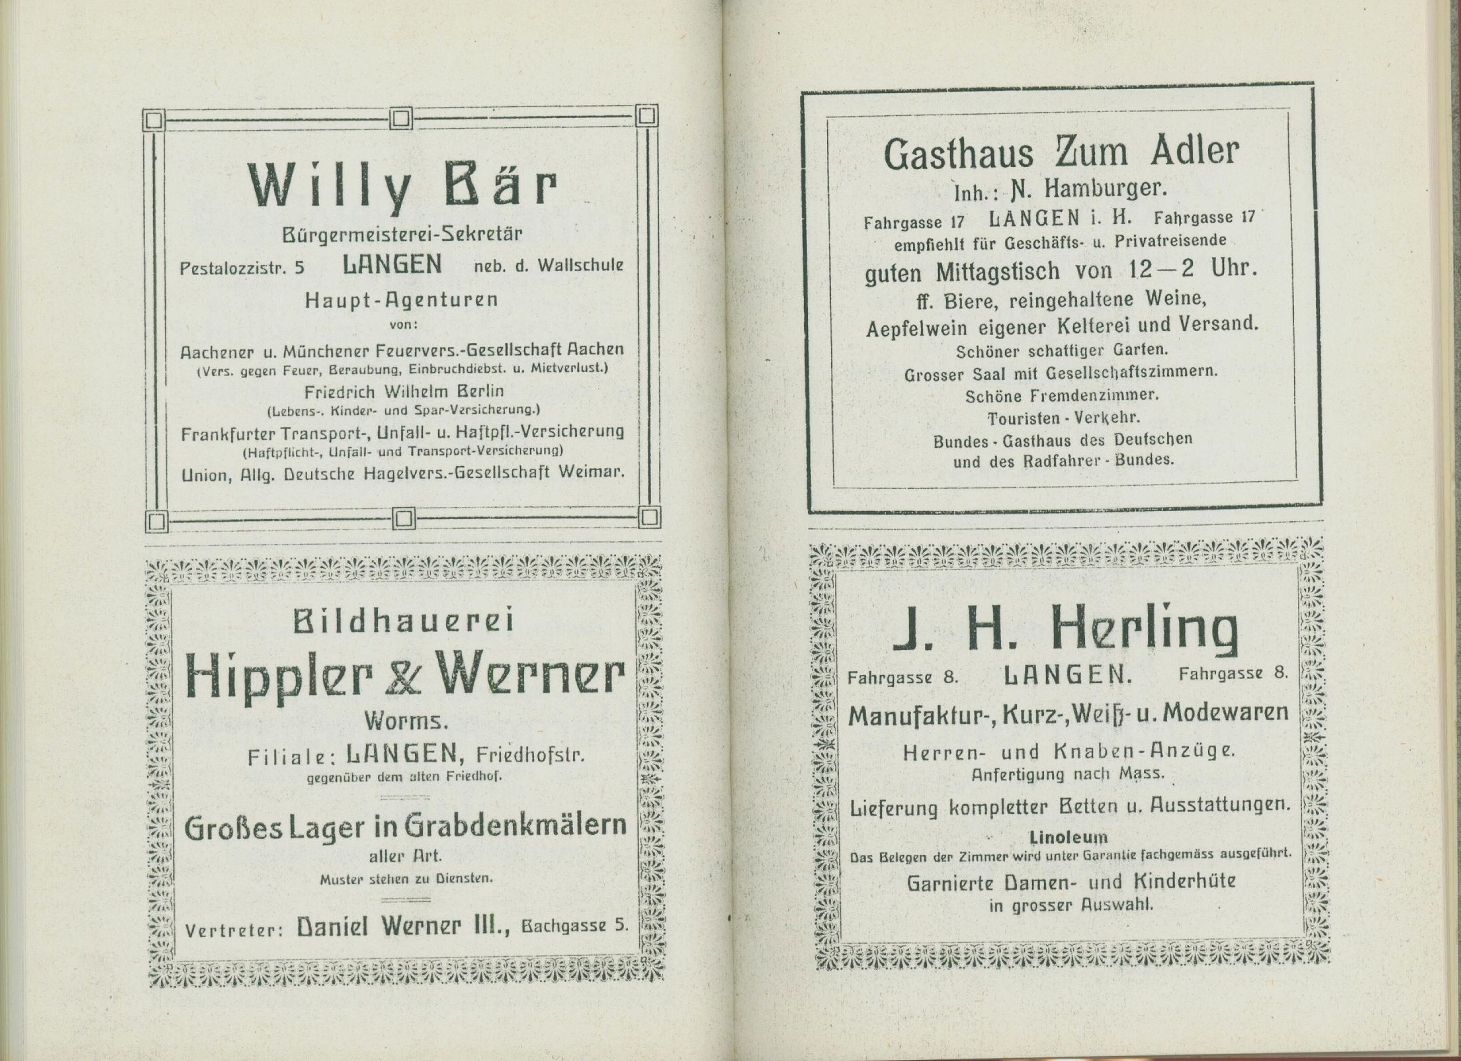 Willy Bär
Bürgermeisterei-Sekretär
Pestalozzistr. 5 LANGEN neb. d. Wallschule
Haupt-Agenturen
von:
Aachener u. Münchener Feuervers.-Gesellschaft Aachen
(Vers. gegen Feuer, Beraubung, Einbruchdiebst. u. Mietverlust.)
Friedrich Wilhelm Berlin
(Lebens-, Kinder- und Spar-Versicherung.)
Frankfurter Transport-, Unfall- u. Haftpfl.-Versicherung
(Haftpflicht-, Unfall- und Transport-Versicherung)
Union, Allg. Deutsche Hagelvers.-Gesellschaft Weimar.
Bildhauerei
Hippler & Werner
Worms.
Filiale: LANGEN, Friedhofstr.
gegenüber dem alten Friedhof.
Großes Lager in Grabdenkmälern
aller Art.
Muster stehen zu Diensten.
Vertreter: Daniel Werner III., Bachgasse 5.
Gasthaus Zum Adler
Inh.: N. Hamburger.
Fahrgasse 17 LANGEN i. H. Fahrgasse 17
empfiehlt für Geschäfts- u. Privatreisende
guten Mittagstisch von 12—2 Uhr.
ff. Biere, reingehaltene Weine,
Aepfelwein eigener Kelterei und Versand.
Schöner schattiger Garten.
Grosser Saal mit Gesellschaftszimmern.
Schöne Fremdenzimmer.
Touristen-Verkehr.
Bundes-Gasthaus des Deutschen
und des Radfahrer-Bundes.
J. H. Herling
Fahrgasse 8. LANGEN. Fahrgasse 8.
Manufaktur-, Kurz-, Weiß- u. Modewaren
Herren- und Knaben-Anzüge.
Anfertigung nach Mass.
Lieferung kompletter Betten u. Ausstattungen.
Linoleum
Das Belegen der Zimmer wird unter Garantie fachgemäss ausgeführt.
Garnierte Damen- und Kinderhüte
in grosser Auswahl.